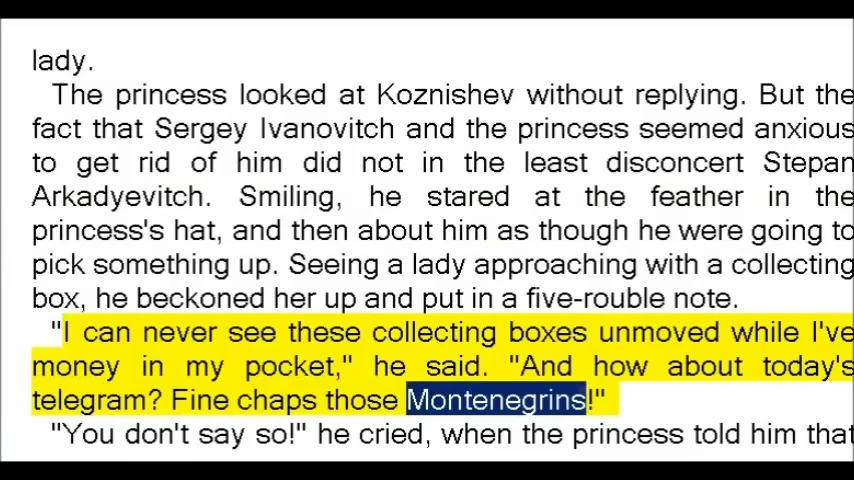 lady.
The princess looked at Koznishev without replying. But the
fact that Sergey Ivanovitch and the princess seemed anxious
to get rid of him did not in the least disconcert Stepan
Arkadyevitch. Smiling, he stared at the feather in the
princess's hat, and then about him as though he were going to
pick something up. Seeing a lady approaching with a collecting
box, he beckoned her up and put in a five-rouble note.
"I can never see these collecting boxes unmoved while I've
money in my pocket," he said. "And how about today's
telegram? Fine chaps those Montenegrins!"
"You don't say so!" he cried, when the princess told him that